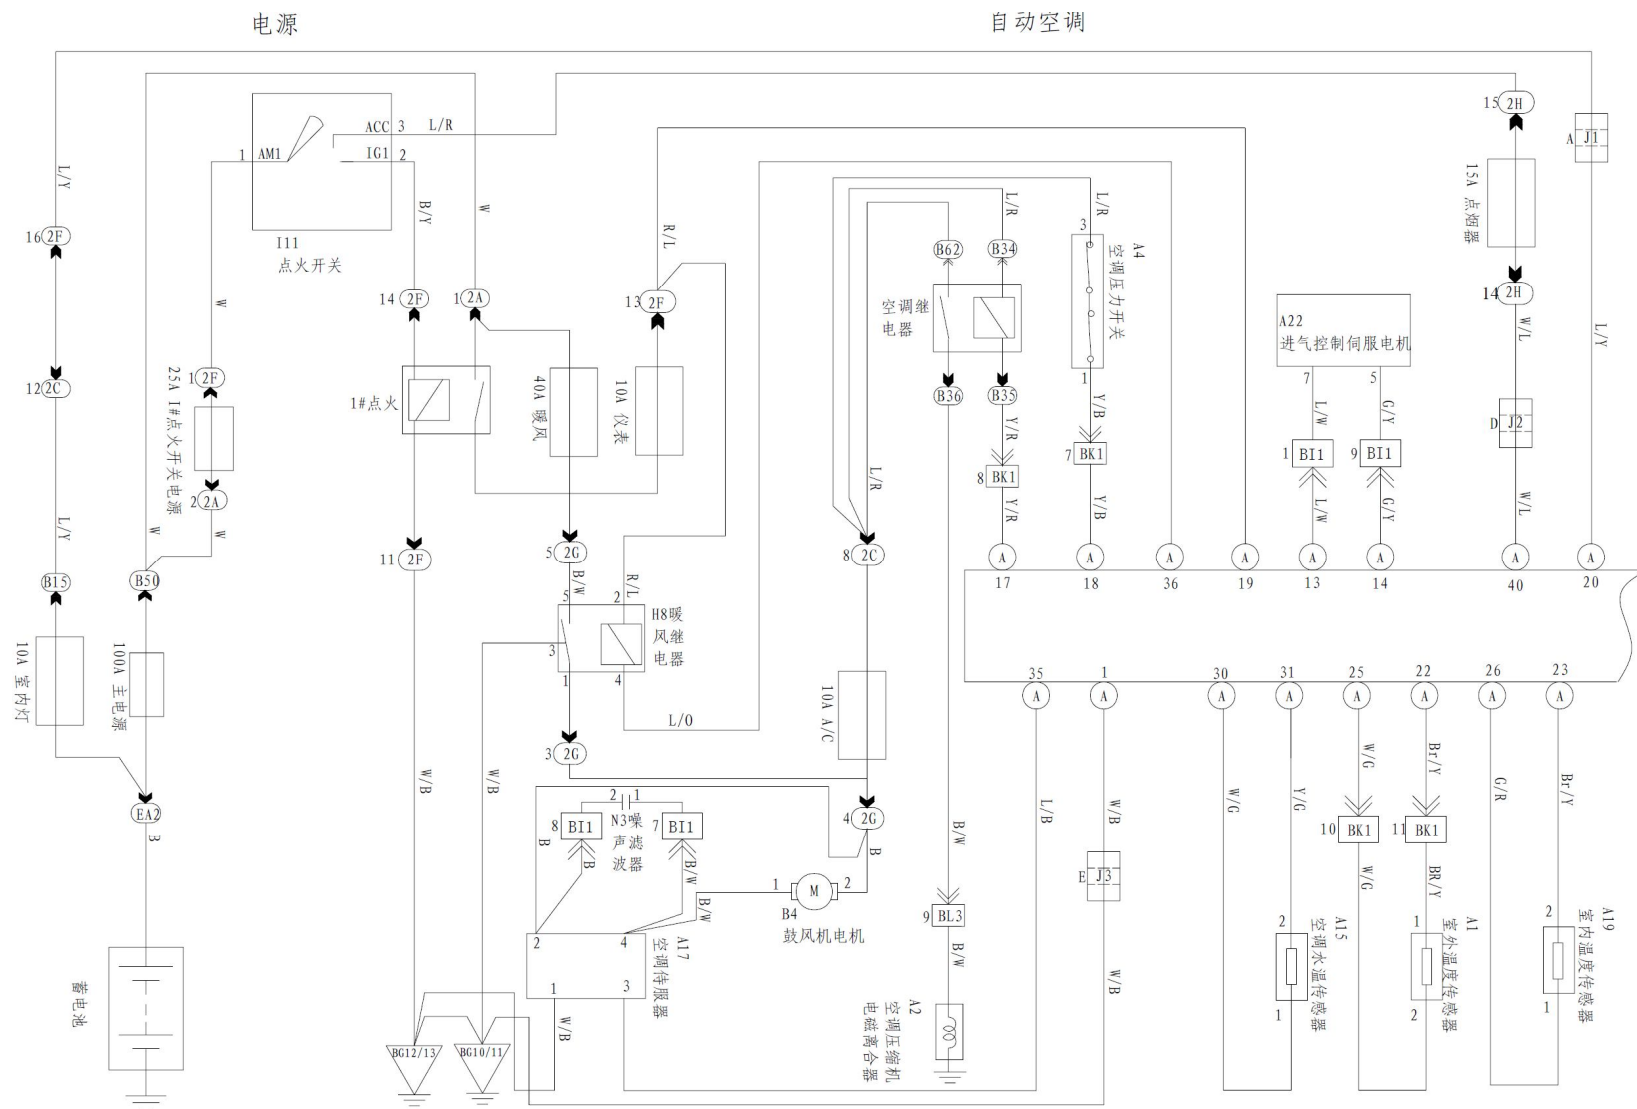 电源
自动空调
L/Y
16 2F
12 2C
L/Y
B15
10A 室内灯
W
W
AM1
1
ACC 3
L/R
IG1 2
I11
点火开关
B/Y
W
1 2F
25A I#点火开关电源
2 2A
W
B50
100A 主电源
EA2
B
蓄电池
14 2F
1 2A
1#点火
11 2F
W/B
40A 暖风
13 2F
R/L
10A 仪表
5 2G
B/W
R/L
5
2
3
1
4
H8暖
风继
电器
W/B
L/O
3 2G
2
1
8 BI1
7 BI1
N3噪
声滤
波器
B
B
B/W
B/W
2
4
1
3
A17
空调侍服器
W/B
BG12/13
BG10/11
1
M
2
B4
鼓风机电机
4 2G
B
10A A/C
8 2C
L/R
B62
B34
L/R
空调继
电器
B36
B35
Y/R
8 BK1
Y/R
B/W
9 BL3
B/W
A2
空调压缩机
电磁离合器
L/R
3
A4
空调压力开关
1
Y/B
7 BK1
Y/B
A22
进气控制伺服电机
7
5
L/W
G/Y
1 BI1
9 BI1
L/W
G/Y
15 2H
15A 点烟器
14 2H
W/L
D J2
W/L
A J1
L/Y
A
A
A
A
A
A
A
A
17
18
36
19
13
14
40
20
35
1
30
31
25
22
26
23
A
A
A
A
A
A
A
A
L/B
W/B
E J3
W/B
W/G
Y/G
W/G
10 BK1
W/G
Br/Y
11 BK1
BR/Y
G/R
Br/Y
2
1
A15
空调水温传感器
1
2
A1
室外温度传感器
2
1
A19
室内温度传感器